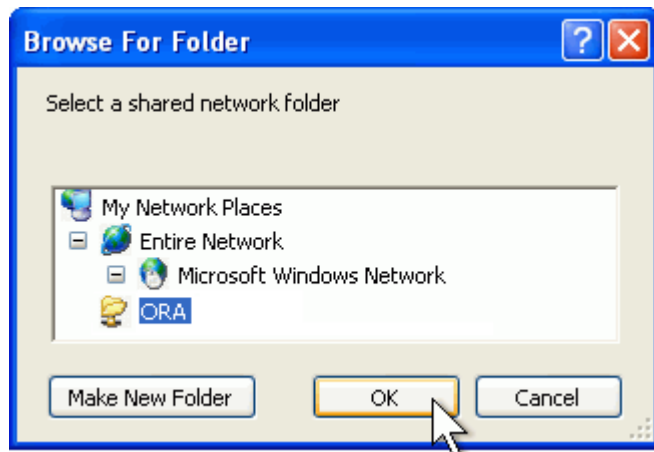 Browse For Folder
Select a shared network folder
My Network Places
Entire Network
Microsoft Windows Network
ORA
Make New Folder OK Cancel